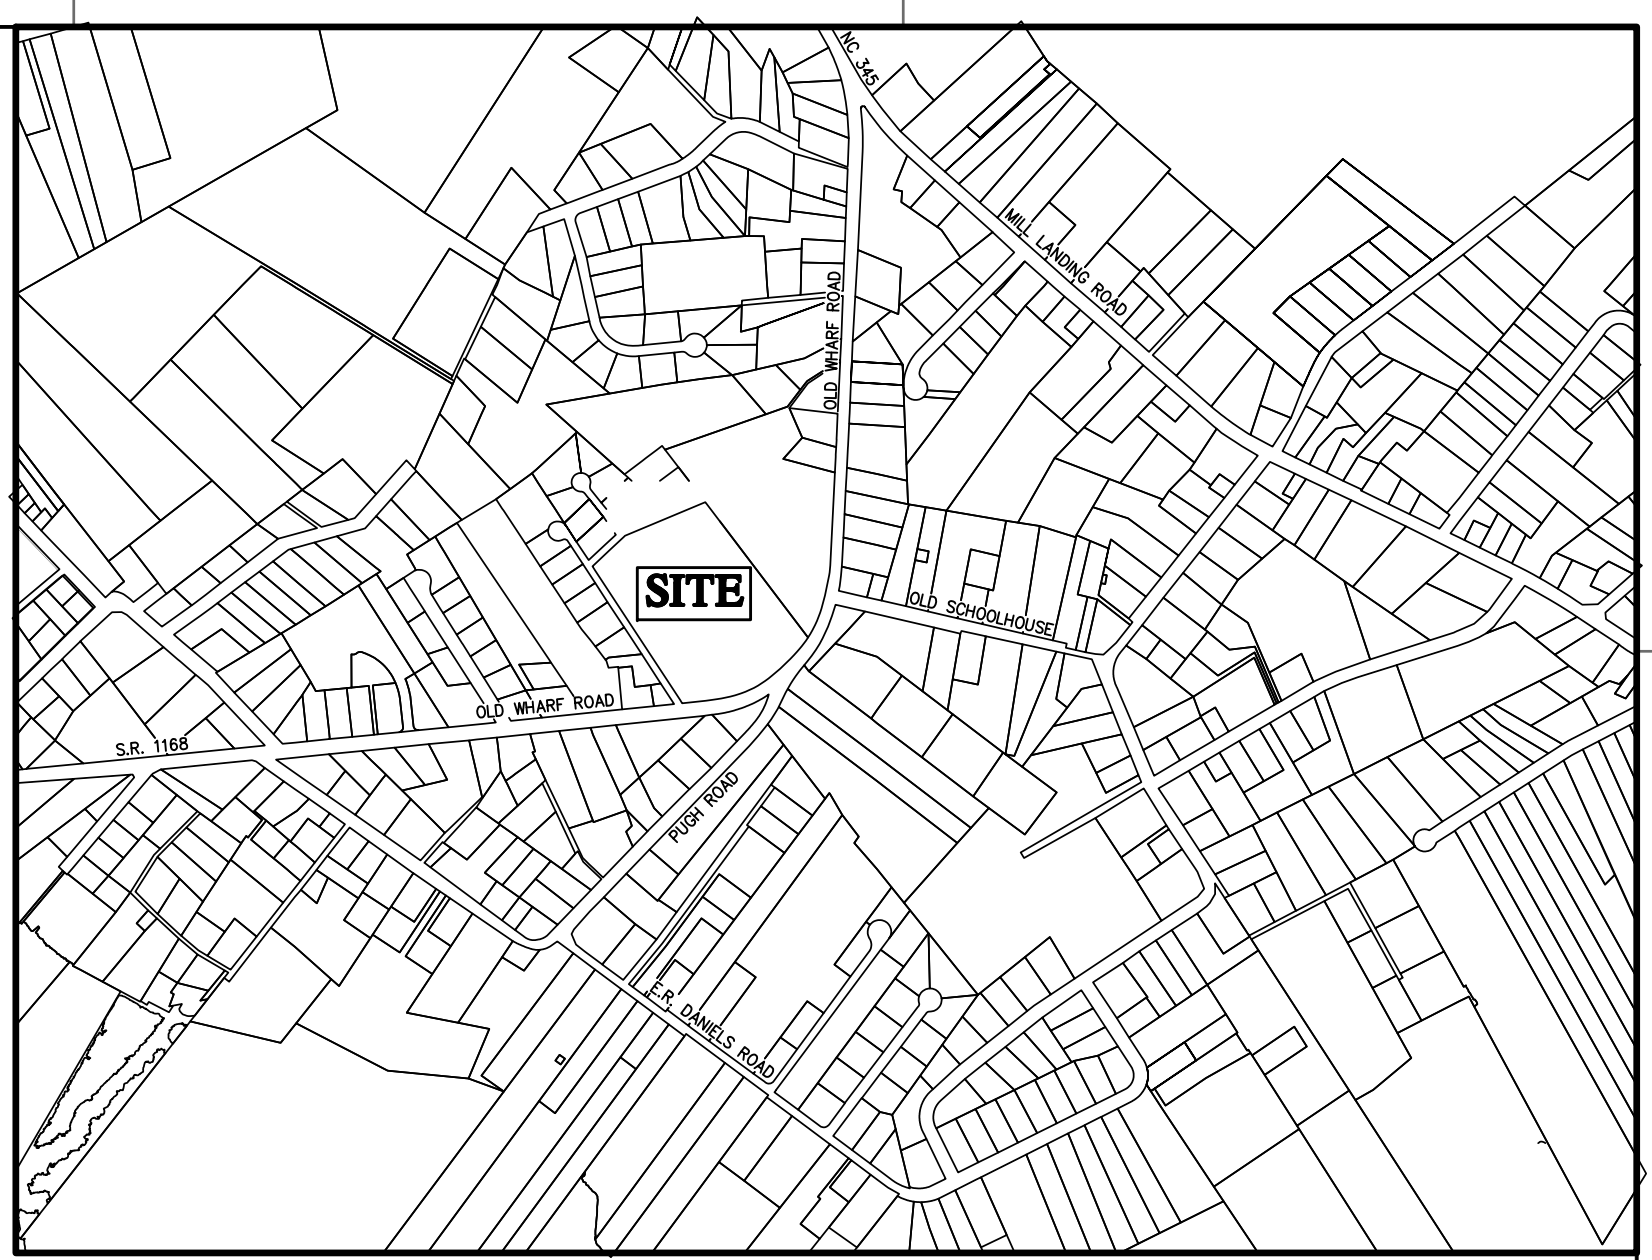 NC 345
MILL LANDING ROAD
OLD WHARF ROAD
SITE
OLD SCHOOLHOUSE
OLD WHARF ROAD
S.R. 1168
PUGH ROAD
E.R. DANIELS ROAD